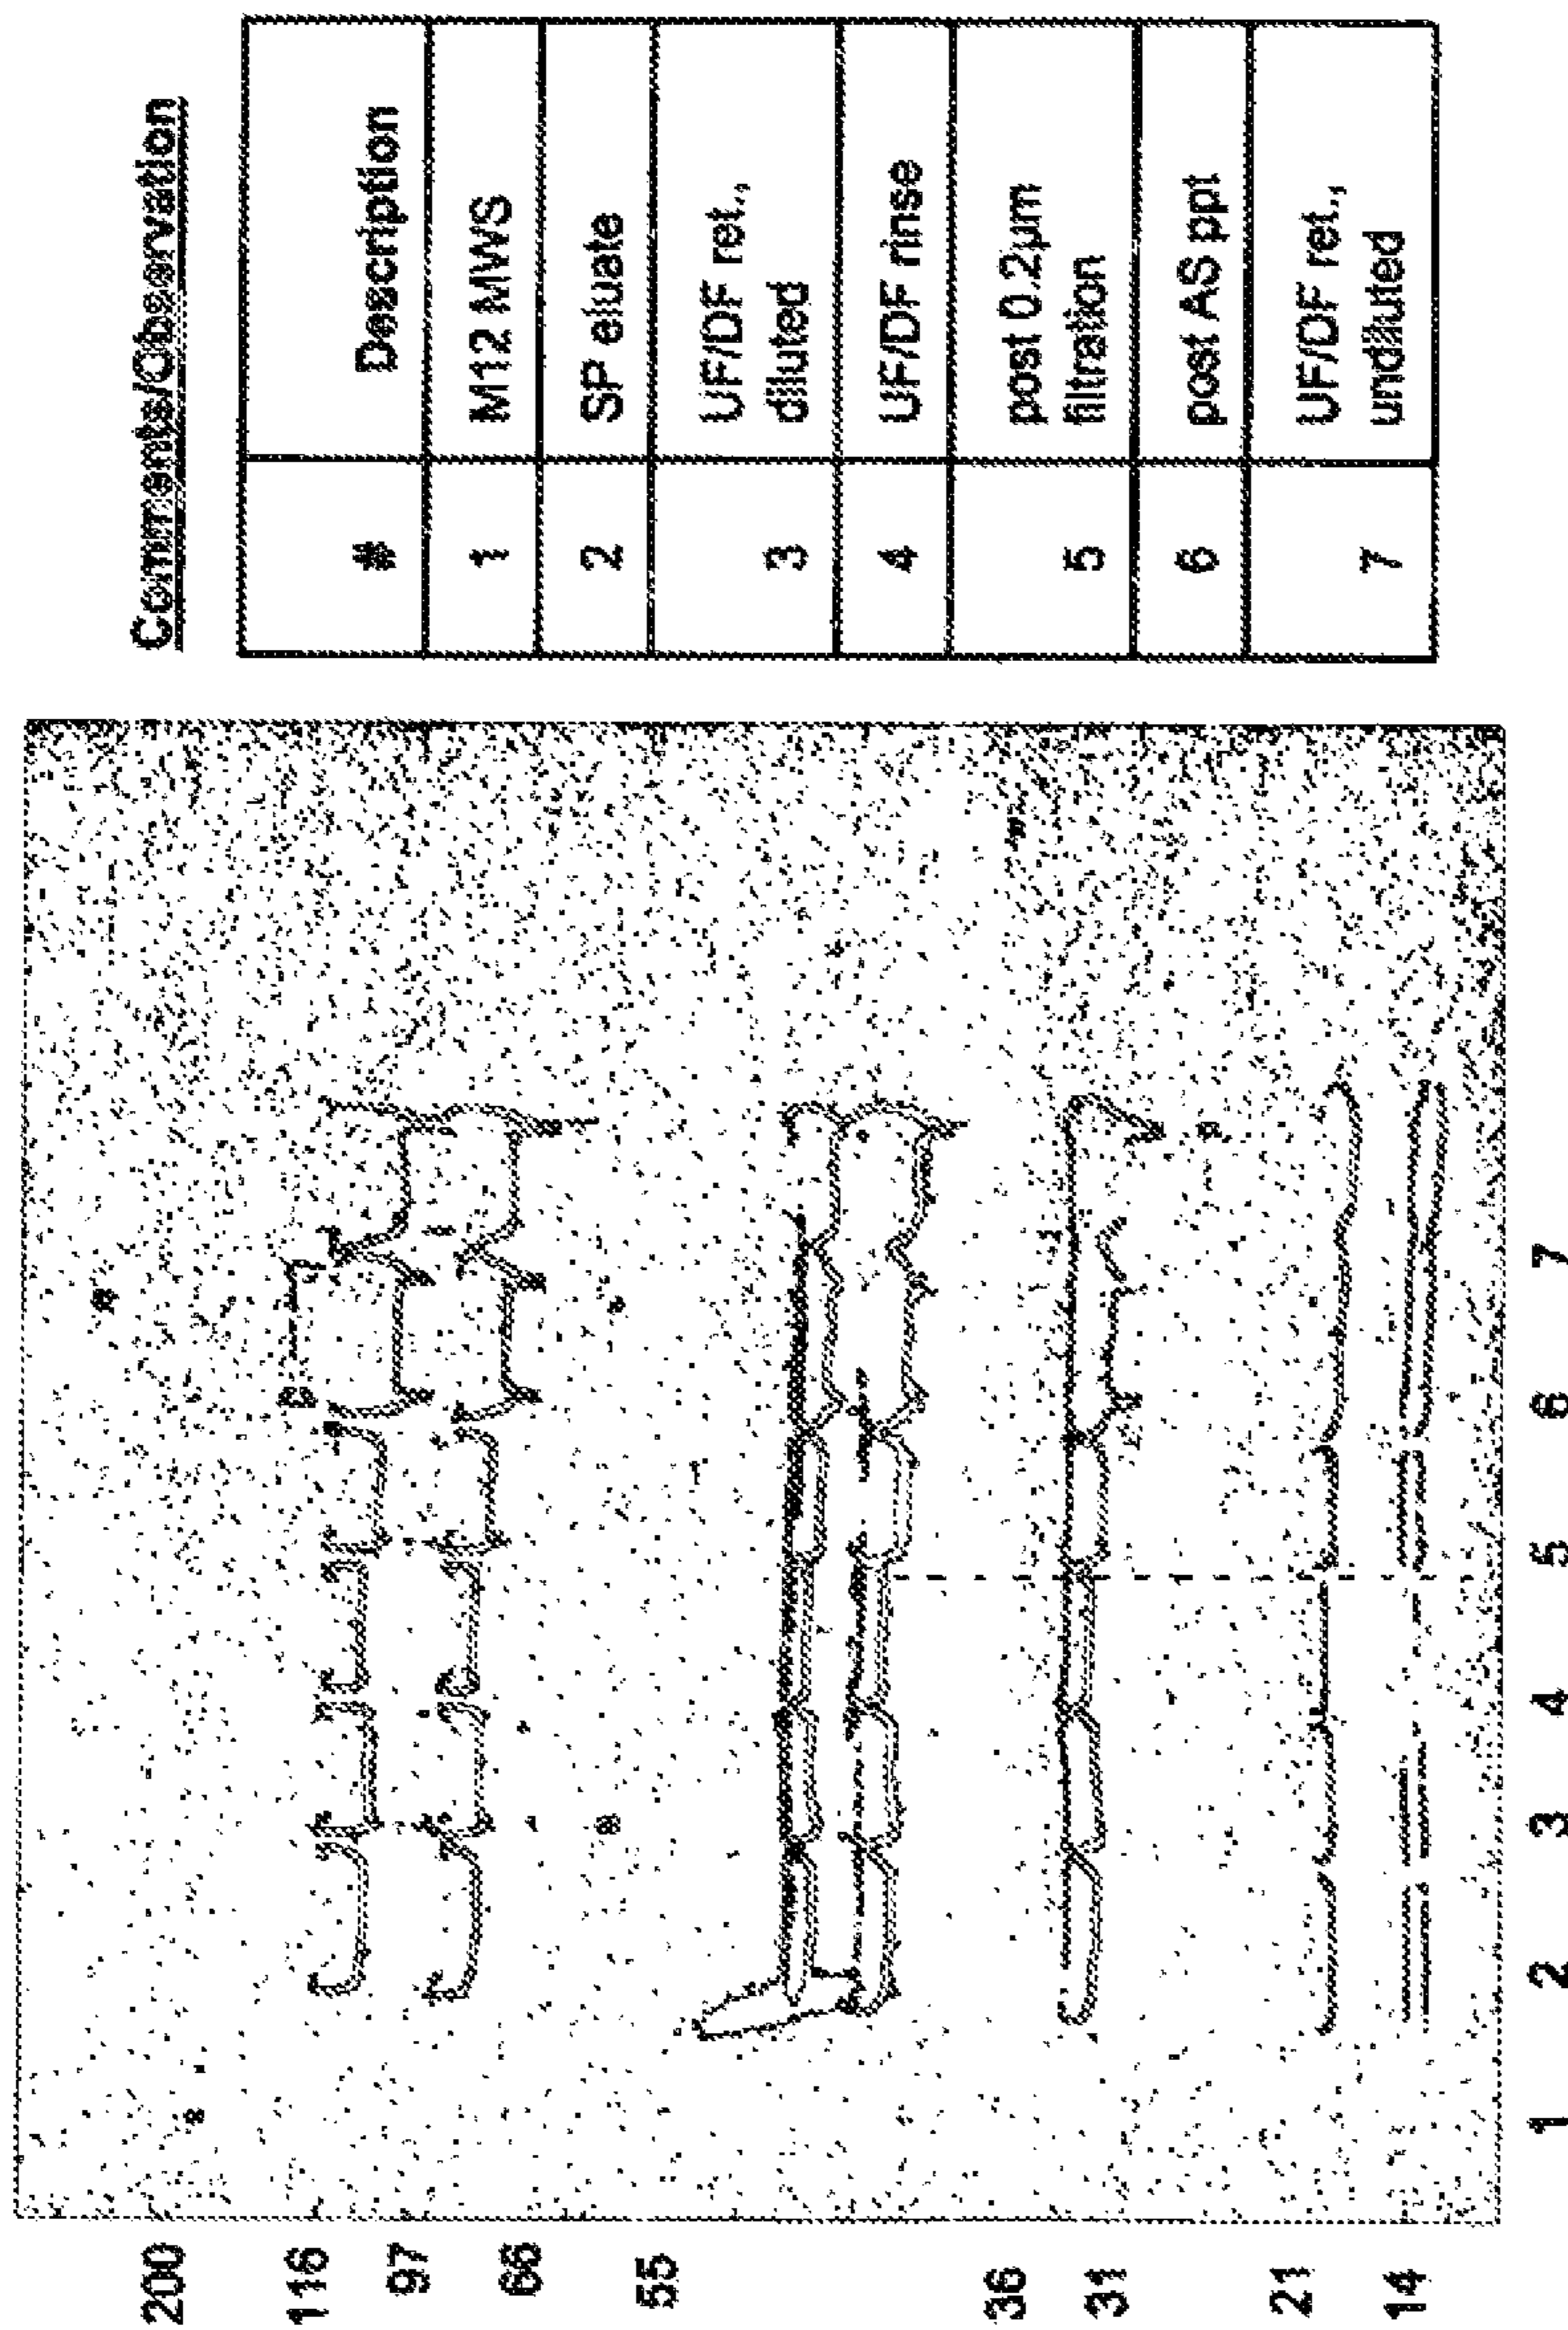 Comments/Observation
# Description
1 M12 MWS
2 SP eluate
3 UF/DF ret.,
diluted
4 UF/DF rinse
5 post 0.2µm
filtration
6 post AS ppt
7 UF/DF ret.,
undiluted
200
116
97
66
55
36
31
21
14
1 2 3 4 5 6 7